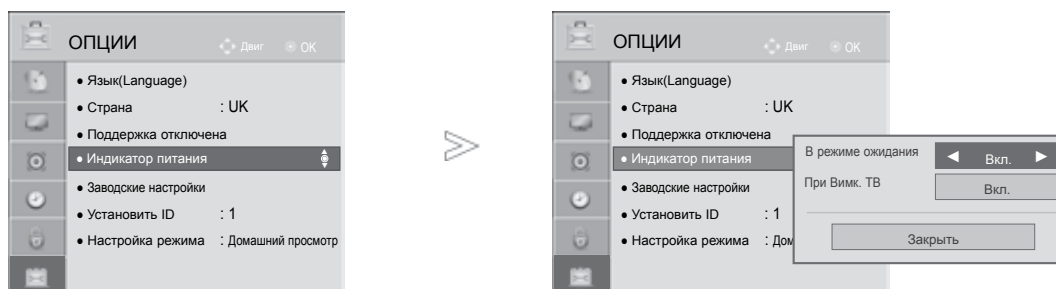 ОПЦИИ Двиг ОК
• Язык(Language)
• Страна : UK
• Поддержка отключена
• Индикатор питания
• Заводские настройки
• Установить ID : 1
• Настройка режима : Домашний просмотр
ОПЦИИ Двиг ОК
• Язык(Language)
• Страна : UK
• Поддержка отключена
• Индикатор питания
• Заводские настройки
• Установить ID : 1
• Настройка режима : Дом
В режиме ожидания ◄ Вкл. ►
При Вимк. ТВ Вкл.
Закрыть